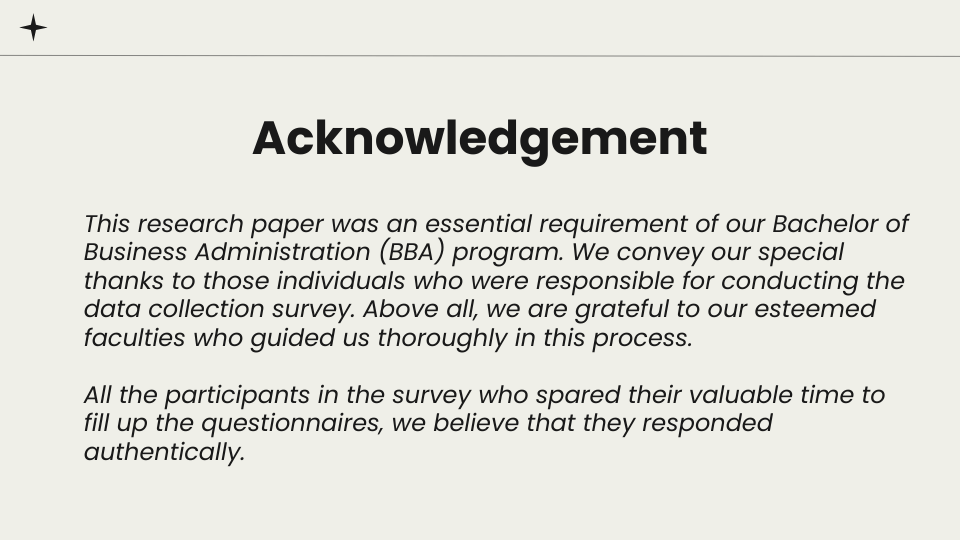 Acknowledgement
This research paper was an essential requirement of our Bachelor of
Business Administration (BBA) program. We convey our special
thanks to those individuals who were responsible for conducting the
data collection survey. Above all, we are grateful to our esteemed
faculties who guided us thoroughly in this process.
All the participants in the survey who spared their valuable time to
fill up the questionnaires, we believe that they responded
authentically.